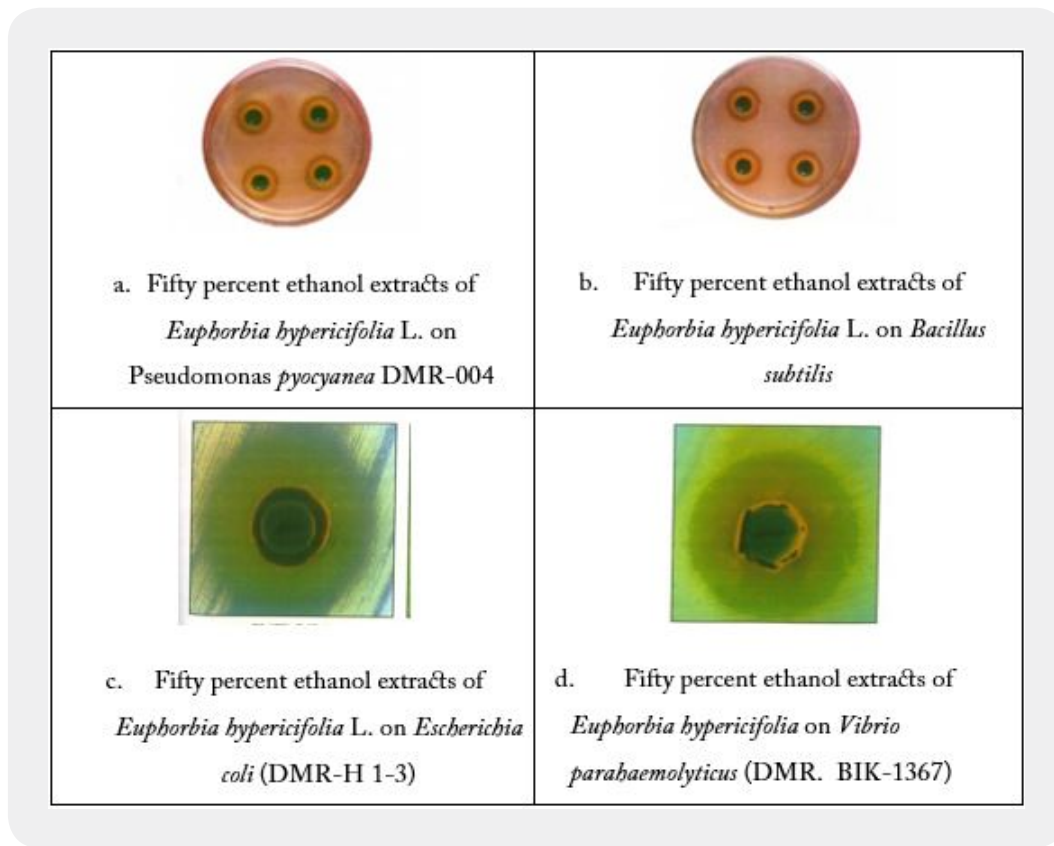 a. Fifty percent ethanol extracts of
Euphorbia hypericifolia L. on
Pseudomonas pyocyanea DMR-004
b. Fifty percent ethanol extracts of
Euphorbia hypericifolia L. on Bacillus
subtilis
c. Fifty percent ethanol extracts of
Euphorbia hypericifolia L. on Escherichia
coli (DMR-H 1-3)
d. Fifty percent ethanol extracts of
Euphorbia hypericifolia on Vibrio
parahaemolyticus (DMR. BIK-1367)